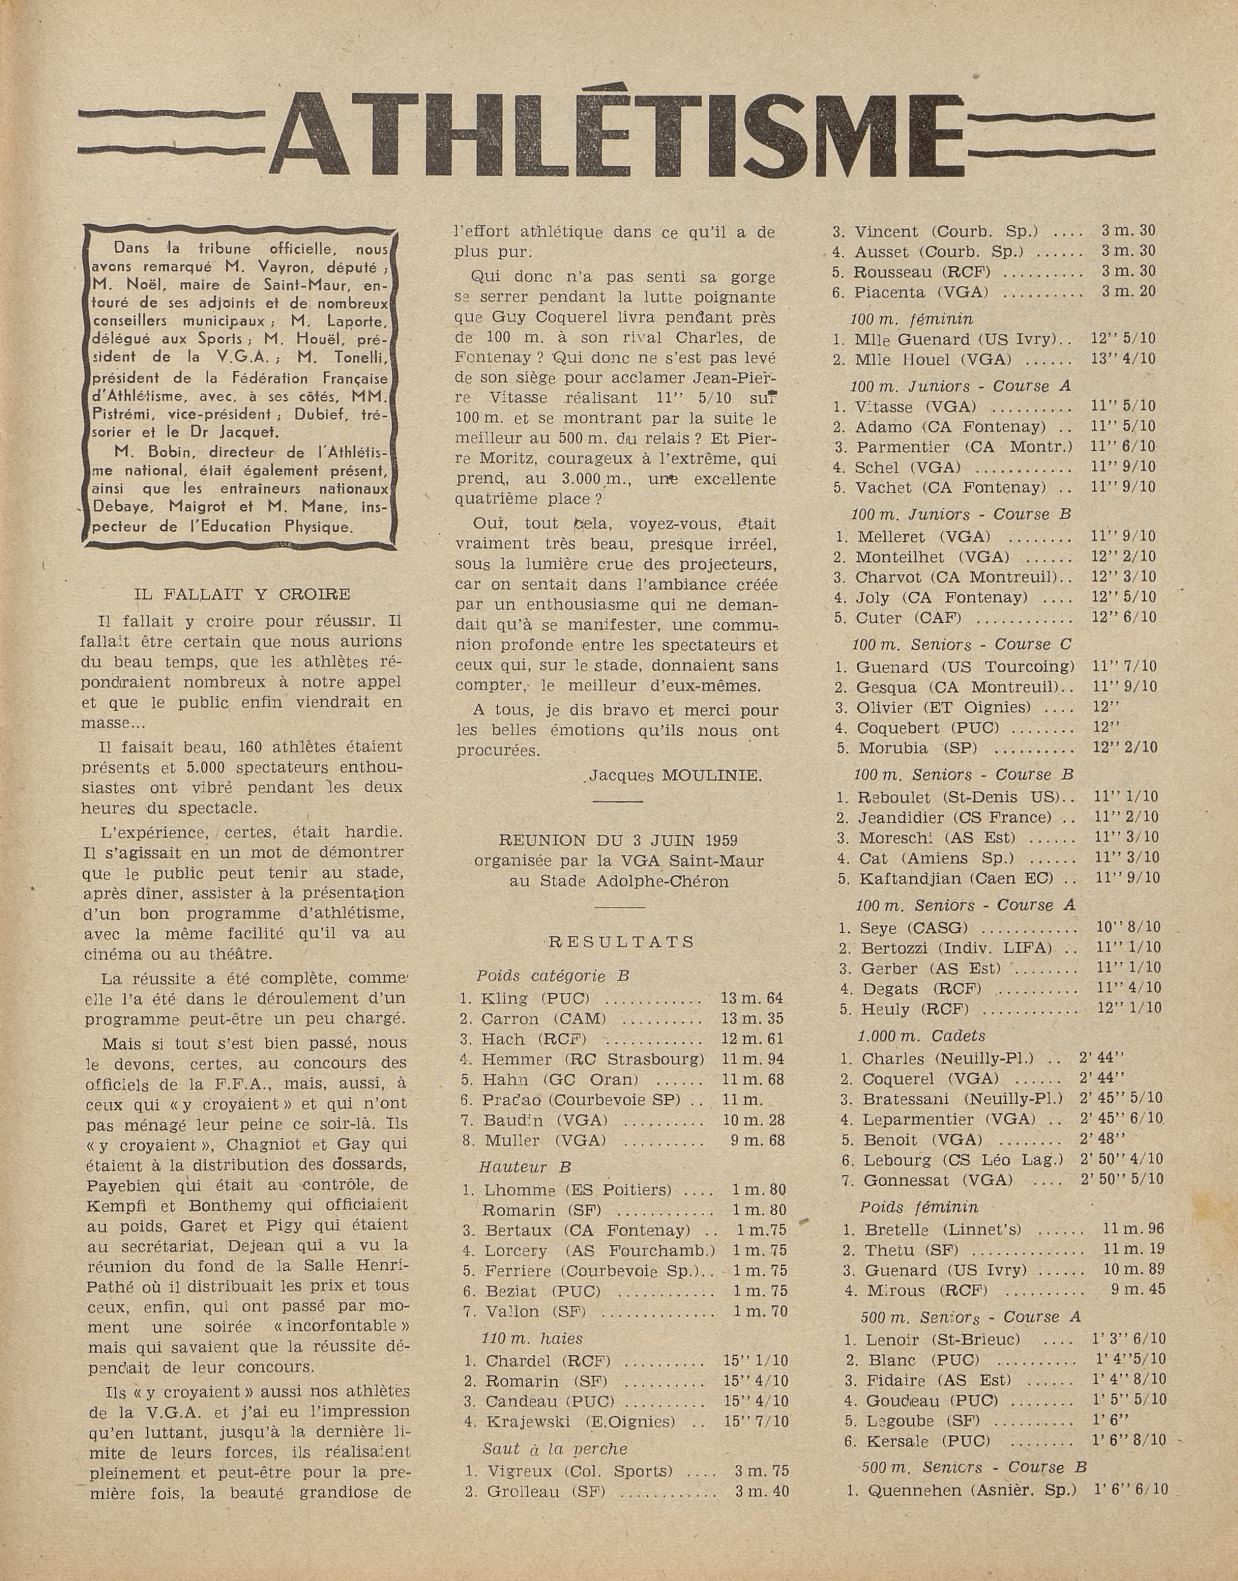 ATHLÉTISME
Dans la tribune officielle, nous
avons remarqué M. Vayron, député ;
M. Noël, maire de Saint-Maur, en-
touré de ses adjoints et de nombreux
conseillers municipaux ; M. Laporte,
délégué aux Sports ; M. Houël, pré-
sident de la V.G.A. ; M. Tonelli,
président de la Fédération Française
d'Athlétisme, avec, à ses côtés, MM.
Pistrémi, vice-président ; Dubief, tré-
sorier et le Dr Jacquet.
M. Bobin, directeur de l'Athlétis-
me national, était également présent,
ainsi que les entraîneurs nationaux
Debaye, Maigrot et M. Mane, ins-
pecteur de l'Education Physique.
IL FALLAIT Y CROIRE
Il fallait y croire pour réussir. Il
fallait être certain que nous aurions
du beau temps, que les athlètes ré-
pondraient nombreux à notre appel
et que le public enfin viendrait en
masse...
Il faisait beau, 160 athlètes étaient
présents et 5.000 spectateurs enthou-
siastes ont vibré pendant les deux
heures du spectacle.
L'expérience, certes, était hardie.
Il s'agissait en un mot de démontrer
que le public peut tenir au stade,
après dîner, assister à la présentation
d'un bon programme d'athlétisme,
avec la même facilité qu'il va au
cinéma ou au théâtre.
La réussite a été complète, comme
elle l'a été dans le déroulement d'un
programme peut-être un peu chargé.
Mais si tout s'est bien passé, nous
le devons, certes, au concours des
officiels de la F.F.A., mais, aussi, à
ceux qui « y croyaient » et qui n'ont
pas ménagé leur peine ce soir-là. Ils
« y croyaient », Chagniot et Gay qui
étaient à la distribution des dossards,
Payebien qui était au contrôle, de
Kempfi et Bonthemy qui officiaient
au poids, Garet et Pigy qui étaient
au secrétariat, Dejean qui a vu la
réunion du fond de la Salle Henri-
Pathé où il distribuait les prix et tous
ceux, enfin, qui ont passé par mo-
ment une soirée « incorfontable »
mais qui savaient que la réussite dé-
pendait de leur concours.
Ils « y croyaient » aussi nos athlètes
de la V.G.A. et j'ai eu l'impression
qu'en luttant, jusqu'à la dernière li-
mite de leurs forces, ils réalisaient
pleinement et peut-être pour la pre-
mière fois, la beauté grandiose de
l'effort athlétique dans ce qu'il a de
plus pur.
Qui donc n'a pas senti sa gorge
se serrer pendant la lutte poignante
que Guy Coquerel livra pendant près
de 100 m. à son rival Charles, de
Fontenay ? Qui donc ne s'est pas levé
de son siège pour acclamer Jean-Pier-
re Vitasse réalisant 11'' 5/10 sur
100 m. et se montrant par la suite le
meilleur au 500 m. du relais ? Et Pier-
re Moritz, courageux à l'extrême, qui
prend, au 3.000 m., une excellente
quatrième place ?
Oui, tout cela, voyez-vous, était
vraiment très beau, presque irréel,
sous la lumière crue des projecteurs,
car on sentait dans l'ambiance créée
par un enthousiasme qui ne deman-
dait qu'à se manifester, une commu-
nion profonde entre les spectateurs et
ceux qui, sur le stade, donnaient sans
compter, le meilleur d'eux-mêmes.
A tous, je dis bravo et merci pour
les belles émotions qu'ils nous ont
procurées.
Jacques MOULINIE.
REUNION DU 3 JUIN 1959
organisée par la VGA Saint-Maur
au Stade Adolphe-Chéron
RESULTATS
Poids catégorie B
1. Kling (PUC) ............ 13 m. 64
2. Carron (CAM) .......... 13 m. 35
3. Hach (RCF) ............ 12 m. 61
4. Hemmer (RC Strasbourg) 11 m. 94
5. Hahn (GC Oran) ...... 11 m. 68
6. Pradao (Courbevoie SP) .. 11 m.
7. Baudin (VGA) .......... 10 m. 28
8. Muller (VGA) .......... 9 m. 68
Hauteur B
1. Lhomme (ES Poitiers) .... 1 m. 80
Romarin (SF) ............ 1 m. 80
3. Bertaux (CA Fontenay) .. 1 m.75
4. Lorcery (AS Fourchamb.) 1 m. 75
5. Ferriere (Courbevoie Sp.).. 1 m. 75
6. Beziat (PUC) ............ 1 m. 75
7. Vallon (SF) .............. 1 m. 70
110 m. haies
1. Chardel (RCF) .......... 15'' 1/10
2. Romarin (SF) .......... 15'' 4/10
3. Candeau (PUC) .......... 15'' 4/10
4. Krajewski (E.Oignies) .. 15'' 7/10
Saut à la perche
1. Vigreux (Col. Sports) .... 3 m. 75
2. Grolleau (SF) ............ 3 m. 40
3. Vincent (Courb. Sp.) .... 3 m. 30
4. Ausset (Courb. Sp.) ...... 3 m. 30
5. Rousseau (RCF) .......... 3 m. 30
6. Piacenta (VGA) .......... 3 m. 20
100 m. féminin
1. Mlle Guenard (US Ivry).. 12'' 5/10
2. Mlle Houel (VGA) ...... 13'' 4/10
100 m. Juniors - Course A
1. Vitasse (VGA) .......... 11'' 5/10
2. Adamo (CA Fontenay) .. 11'' 5/10
3. Parmentier (CA Montr.) 11'' 6/10
4. Schel (VGA) ............ 11'' 9/10
5. Vachet (CA Fontenay) .. 11'' 9/10
100 m. Juniors - Course B
1. Melleret (VGA) ........ 11'' 9/10
2. Monteilhet (VGA) ...... 12'' 2/10
3. Charvot (CA Montreuil).. 12'' 3/10
4. Joly (CA Fontenay) .... 12'' 5/10
5. Cuter (CAF) ............ 12'' 6/10
100 m. Seniors - Course C
1. Guenard (US Tourcoing) 11'' 7/10
2. Gesqua (CA Montreuil).. 11'' 9/10
3. Olivier (ET Oignies) .... 12''
4. Coquebert (PUC) ........ 12''
5. Morubia (SP) .......... 12'' 2/10
100 m. Seniors - Course B
1. Reboulet (St-Denis US).. 11'' 1/10
2. Jeandidier (CS France) .. 11'' 2/10
3. Moreschi (AS Est) ...... 11'' 3/10
4. Cat (Amiens Sp.) ...... 11'' 3/10
5. Kaftandjian (Caen EC) .. 11'' 9/10
100 m. Seniors - Course A
1. Seye (CASG) ............ 10'' 8/10
2. Bertozzi (Indiv. LIFA) .. 11'' 1/10
3. Gerber (AS Est) ........ 11'' 1/10
4. Degats (RCF) .......... 11'' 4/10
5. Heuly (RCF) ............ 12'' 1/10
1.000 m. Cadets
1. Charles (Neuilly-Pl.) .. 2' 44''
2. Coquerel (VGA) ...... 2' 44''
3. Bratessani (Neuilly-Pl.) 2' 45'' 5/10
4. Leparmentier (VGA) .. 2' 45'' 6/10
5. Benoit (VGA) ........ 2' 48''
6. Lebourg (CS Léo Lag.) 2' 50'' 4/10
7. Gonnessat (VGA) .... 2' 50'' 5/10
Poids féminin
1. Bretelle (Linnet's) ...... 11 m. 96
2. Thetu (SF) .............. 11 m. 19
3. Guenard (US Ivry) ...... 10 m. 89
4. Mirous (RCF) .......... 9 m. 45
500 m. Seniors - Course A
1. Lenoir (St-Brieuc) .... 1' 3'' 6/10
2. Blanc (PUC) .......... 1' 4''5/10
3. Fidaire (AS Est) ...... 1' 4'' 8/10
4. Goudeau (PUC) ........ 1' 5'' 5/10
5. Legoube (SF) .......... 1' 6''
6. Kersale (PUC) ........ 1' 6'' 8/10
500 m. Seniors - Course B
1. Quennehen (Asnièr. Sp.) 1' 6'' 6/10